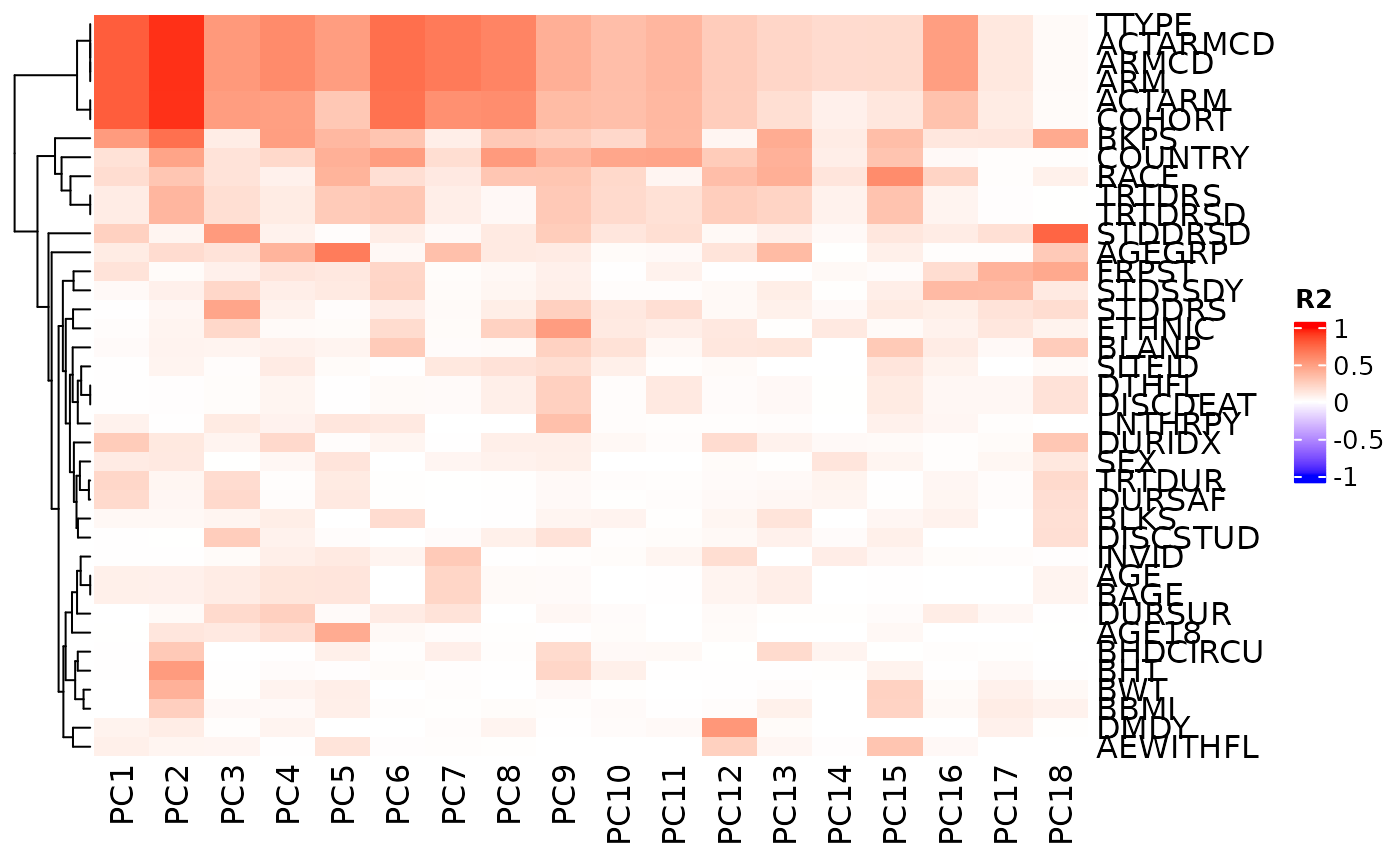 TTYPE
ACTARMCD
ARMCD
ARM
ACTARM
COHORT
BKPS
COUNTRY
RACE
TRTDRS
TRTDRSD
STDDRSD
AGEGRP
ERPST
STDSSDY
STDDRS
ETHNIC
BLANP
SITEID
DTHFL
DISCDEAT
LNTHRPY
DURIDX
SEX
TRTDUR
DURSAF
BLKS
DISCSTUD
INVID
AGE
BAGE
DURSUR
AGE18
BHDCIRCU
BHT
BWT
BBMI
DMDY
AEWITHFL
R2
1
0.5
0
-0.5
-1
PC1
PC2
PC3
PC4
PC5
PC6
PC7
PC8
PC9
PC10
PC11
PC12
PC13
PC14
PC15
PC16
PC17
PC18